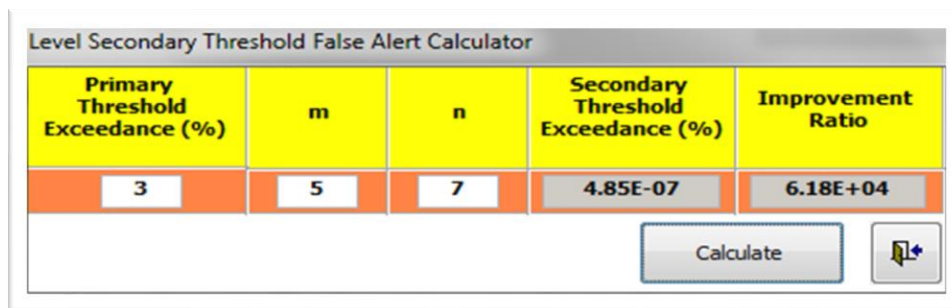 Level Secondary Threshold False Alert Calculator
Primary
Threshold
Exceedance (%)
m
n
Secondary
Threshold
Exceedance (%)
Improvement
Ratio
3
5
7
4.85E-07
6.18E+04
Calculate